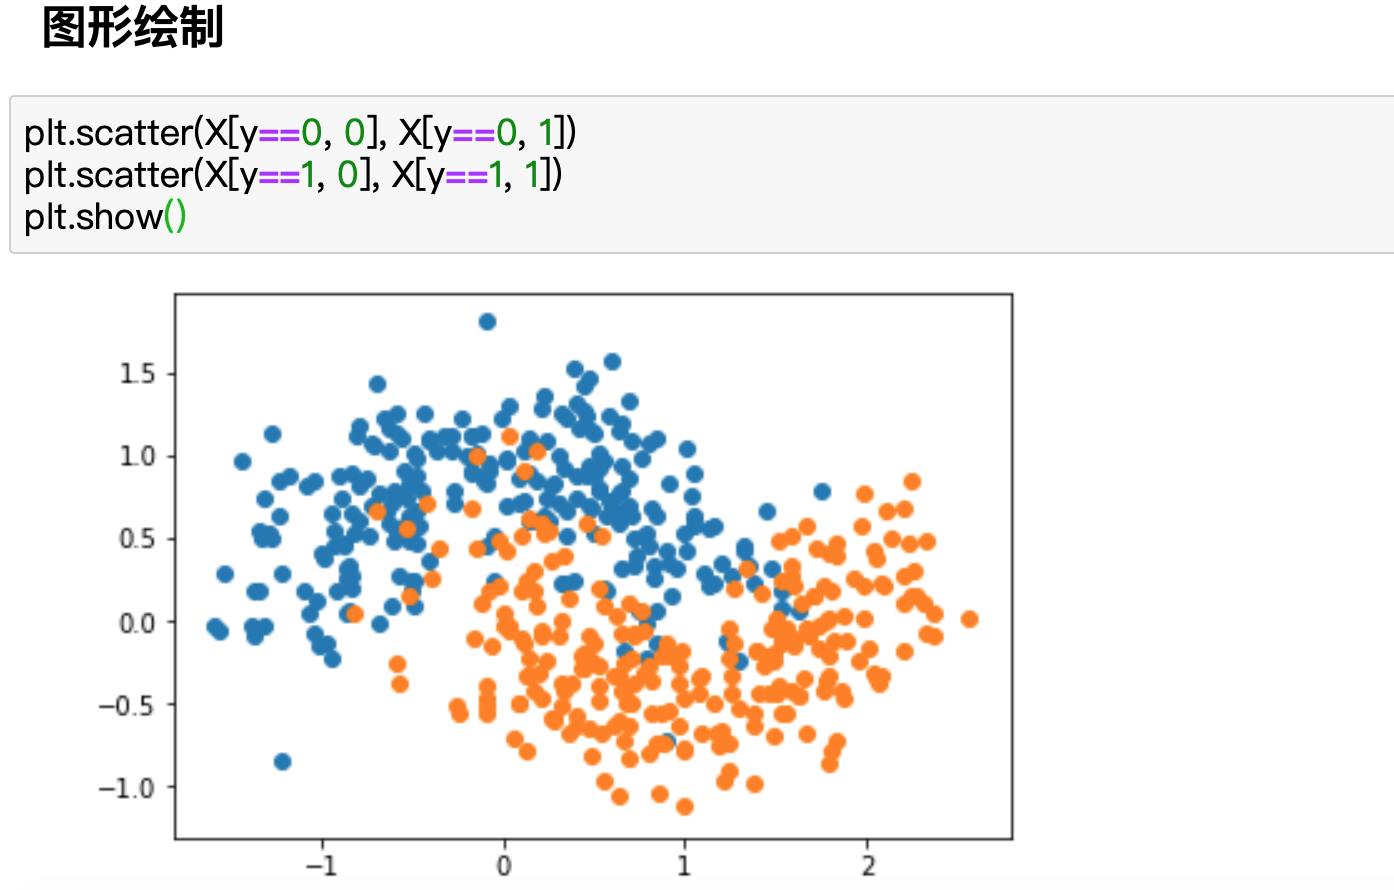 图形绘制
plt.scatter(X[y==0, 0], X[y==0, 1])
plt.scatter(X[y==1, 0], X[y==1, 1])
plt.show()
1.5
1.0
0.5
0.0
−0.5
−1.0
−1 0 1 2